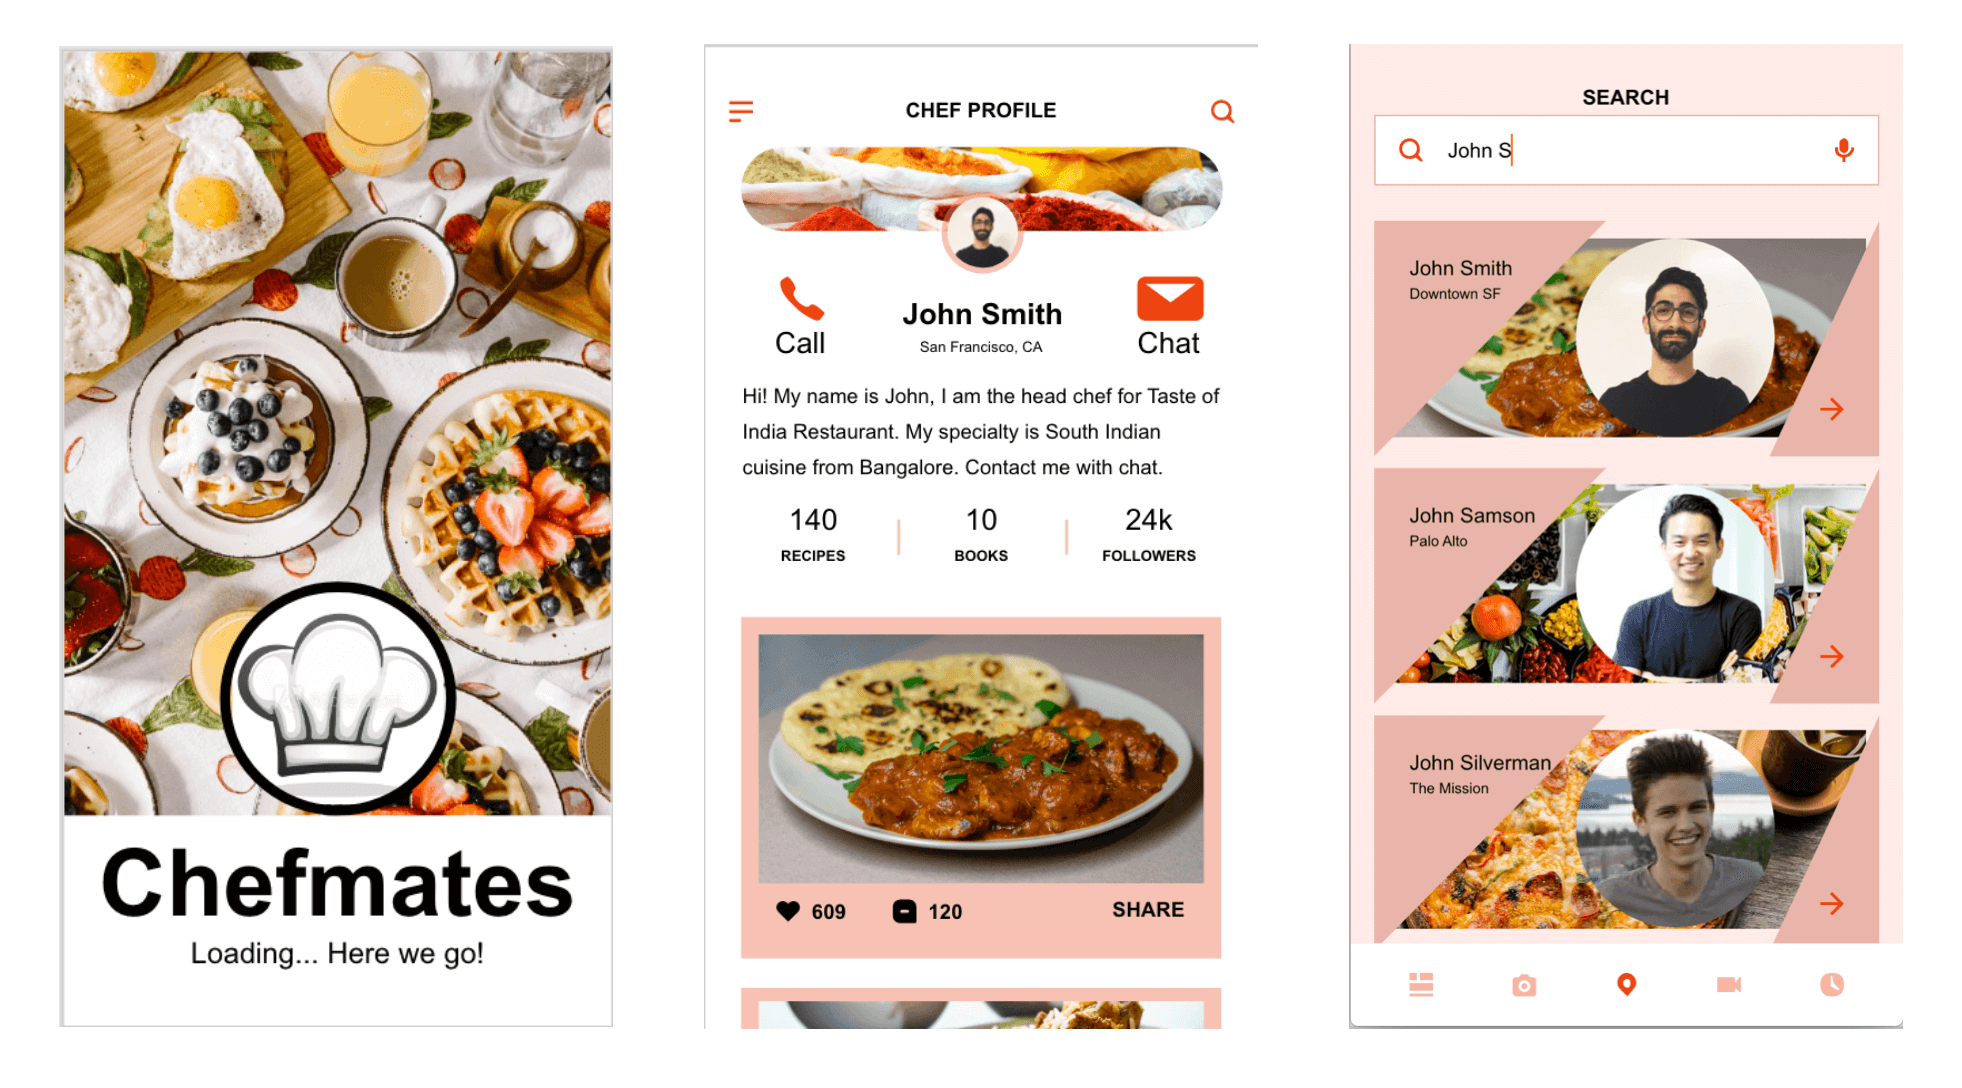 Chefmates
Loading... Here we go!
CHEF PROFILE
Call
John Smith
San Francisco, CA
Chat
Hi! My name is John, I am the head chef for Taste of
India Restaurant. My specialty is South Indian
cuisine from Bangalore. Contact me with chat.
140
RECIPES
10
BOOKS
24k
FOLLOWERS
609
120
SHARE
SEARCH
John S
John Smith
Downtown SF
John Samson
Palo Alto
John Silverman
The Mission